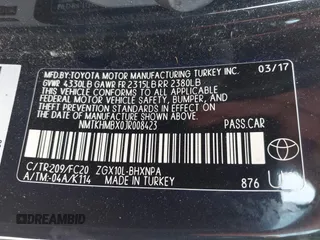 MFD.BY:TOYOTA MOTOR MANUFACTURING TURKEY INC. 03/17
GVWR 4330LB GAWR FR 2315LB RR 2380LB
THIS VEHICLE CONFORMS TO ALL APPLICABLE
FEDERAL MOTOR VEHICLE SAFETY, BUMPER, AND
THEFT PREVENTION STANDARDS IN EFFECT ON
THE DATE OF MANUFACTURE SHOWN ABOVE.
NMTKHMBX0JR008423 PASS.CAR
C/TR:209/FC20 ZGX10L-BHXNPA
A/TM:-04A/K114
MADE IN TURKEY 876